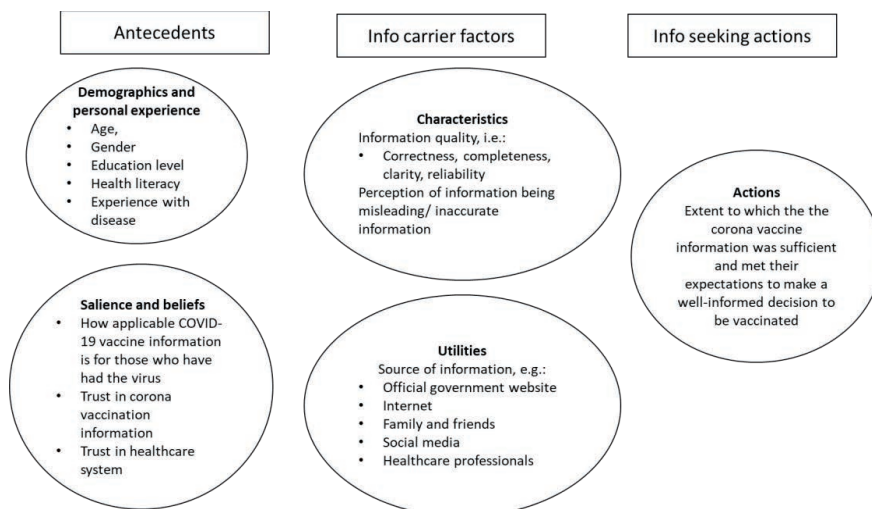 Antecedents
Info carrier factors
Info seeking actions
Demographics and
personal experience
• Age,
• Gender
Education level
• Health literacy
• Experience with
disease
Salience and beliefs
• How applicable COVID-
19 vaccine information
is for those who have
had the virus
• Trust in corona
vaccination
information
• Trust in healthcare
system
Characteristics
Information quality, i.e.:
• Correctness, completeness,
clarity, reliability
Perception of information being
misleading/ inaccurate
information
Utilities
Source of information, e.g.:
• Official government website
• Internet
• Family and friends
• Social media
• Healthcare professionals
Actions
Extent to which the the
corona vaccine
information was sufficient
and met their
expectations to make a
well-informed decision to
be vaccinated